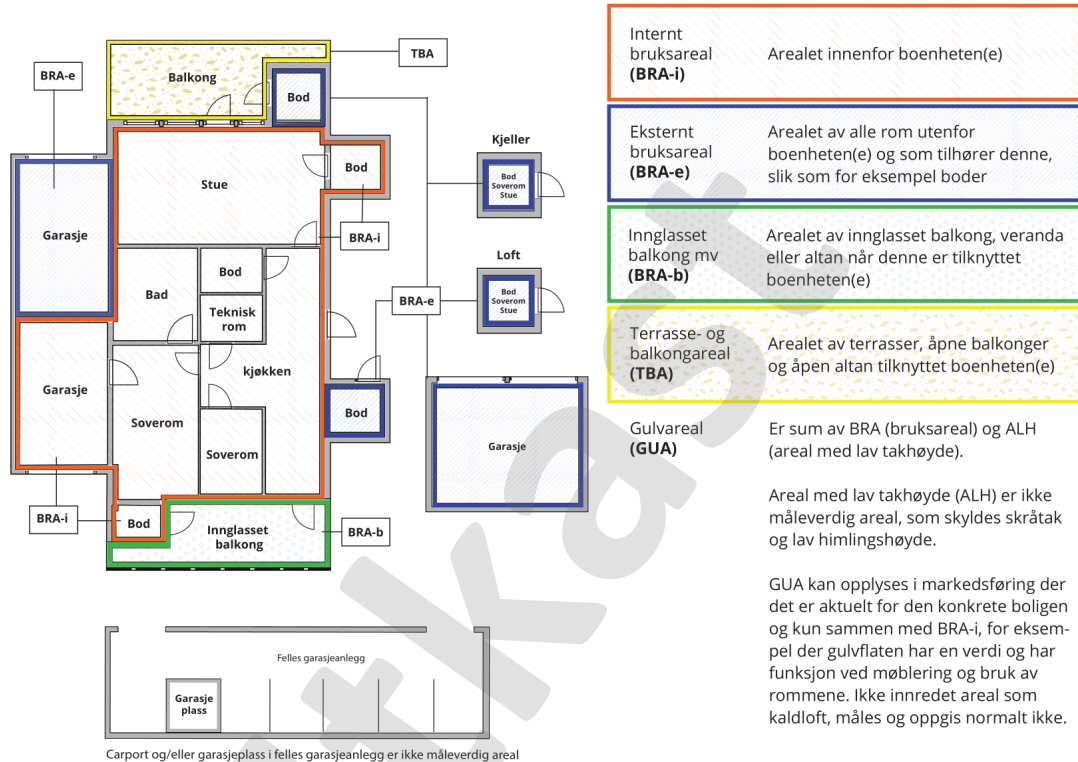 TBA
BRA-e
Balkong
Bod
Kjeller
Stue
Bod
Bod
Soverom
Stue
Garasje
BRA-i
Loft
Bod
Bad
BRA-e
Bod
Soverom
Stue
Teknisk
rom
Garasje
kjøkken
Soverom
Bod
Soverom
Garasje
BRA-i
Bod
Innglasset
balkong
BRA-b
Felles garasjeanlegg
Garasje
plass
Carport og/eller garasjeplass i felles garasjeanlegg er ikke måleverdig areal
Internt
bruksareal
(BRA-i)
Arealet innenfor boenheten(e)
Eksternt
bruksareal
(BRA-e)
Arealet av alle rom utenfor
boenheten(e) og som tilhører denne,
slik som for eksempel boder
Innglasset
balkong mv
(BRA-b)
Arealet av innglasset balkong, veranda
eller altan når denne er tilknyttet
boenheten(e)
Terrasse- og
balkongareal
(TBA)
Arealet av terrasser, åpne balkonger
og åpen altan tilknyttet boenheten(e)
Gulvareal
(GUA)
Er sum av BRA (bruksareal) og ALH
(areal med lav takhøyde).
Areal med lav takhøyde (ALH) er ikke
måleverdig areal, som skyldes skråtak
og lav himlingshøyde.
GUA kan opplyses i markedsføring der
det er aktuelt for den konkrete boligen
og kun sammen med BRA-i, for eksem-
pel der gulvflaten har en verdi og har
funksjon ved møblering og bruk av
rommene. Ikke innredet areal som
kaldloft, måles og oppgis normalt ikke.